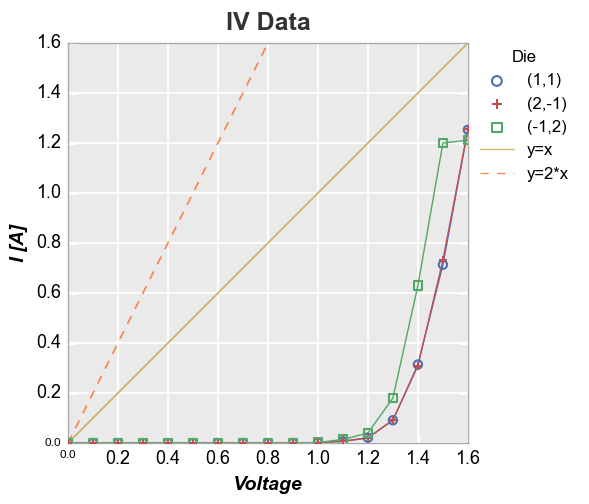 IV Data
1.6
1.4
1.2
1.0
0.8
0.6
0.4
0.2
0.0
I [A]
0.0 0.2 0.4 0.6 0.8 1.0 1.2 1.4 1.6
Voltage
Die
(1,1)
(2,-1)
(-1,2)
y=x
y=2*x